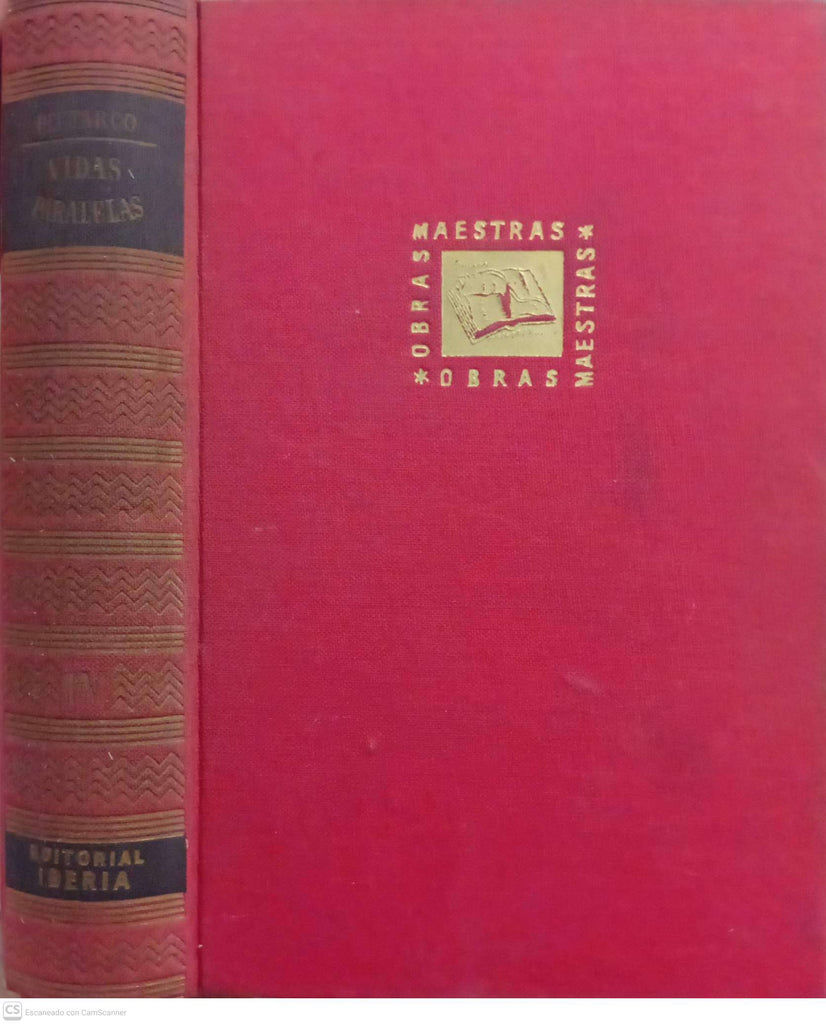 PLUTARCO
VIDAS
PARALELAS
EDITORIAL
IBERIA
OBRAS
MAESTRAS *
MAESTRAS
* OBRAS
CS Escaneado con CamScanner